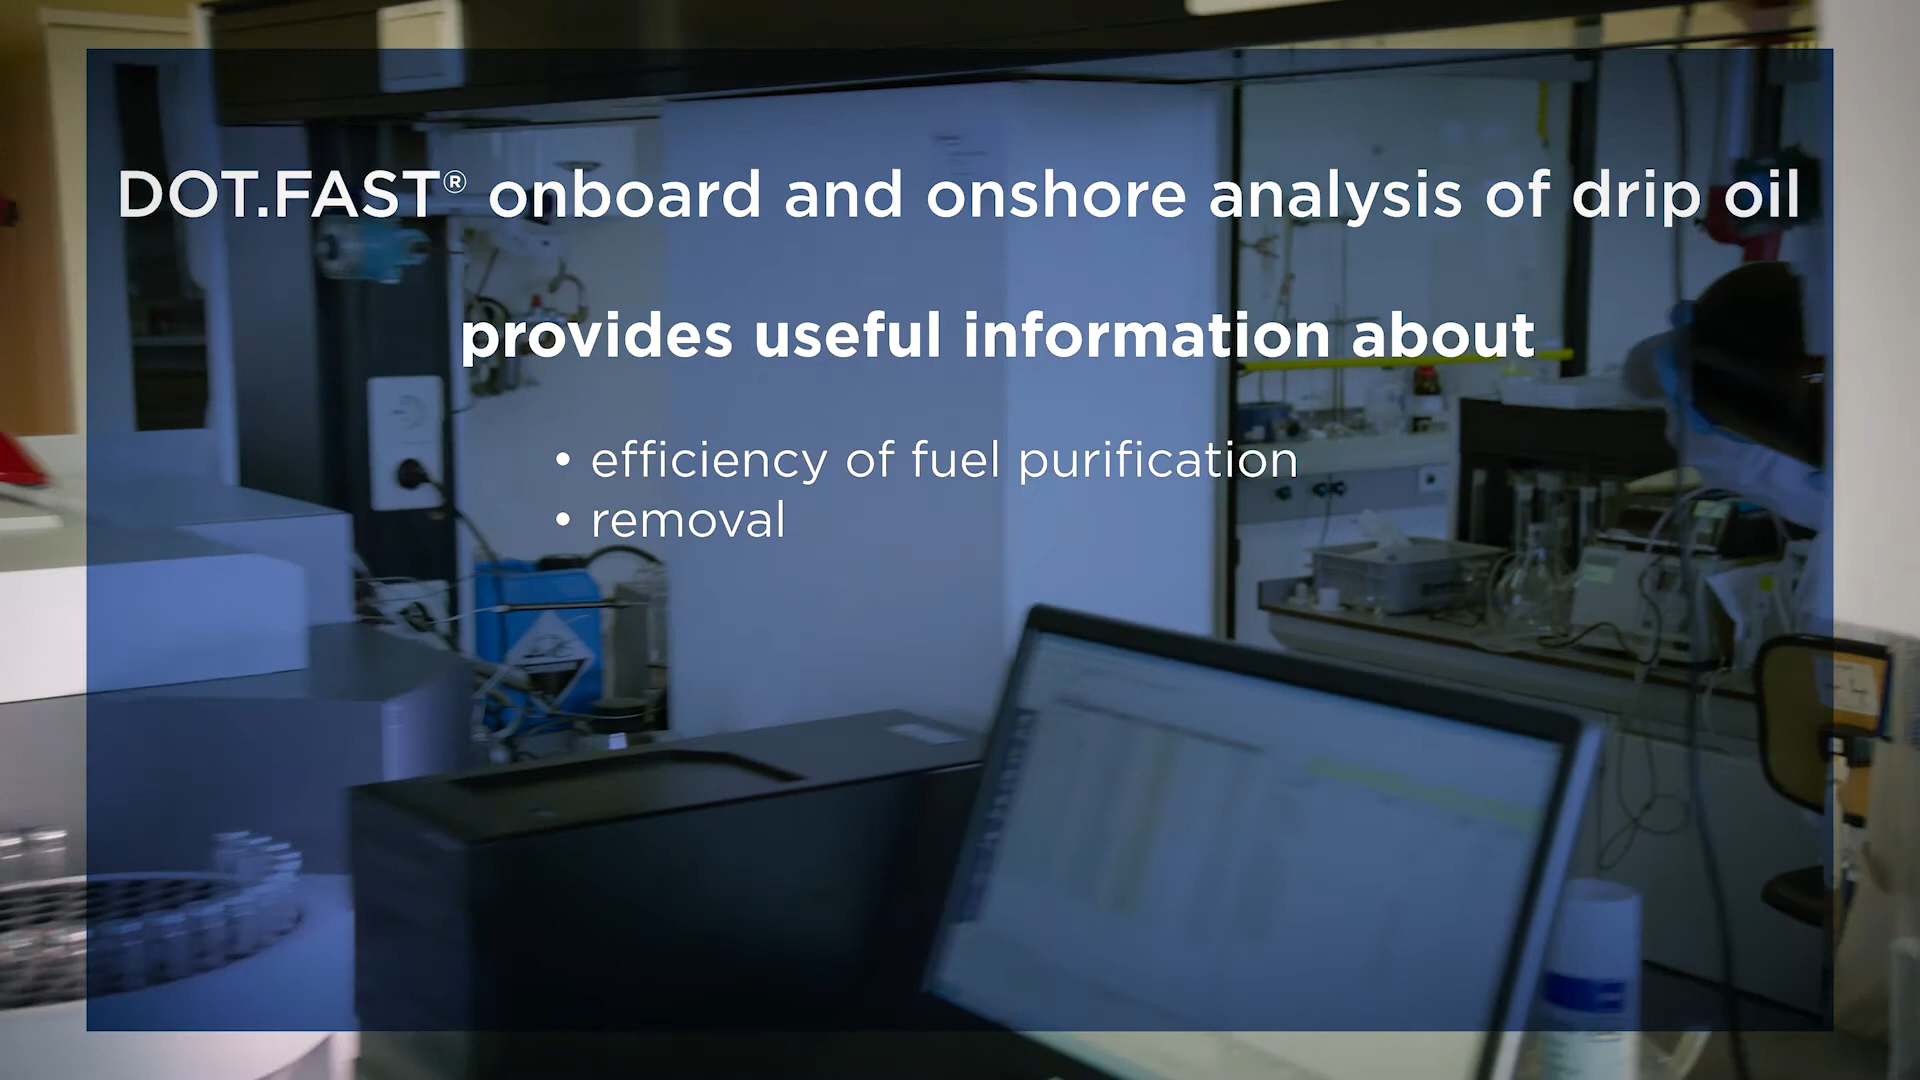 DOT.FAST® onboard and onshore analysis of drip oil
provides useful information about
• efficiency of fuel purification
• removal